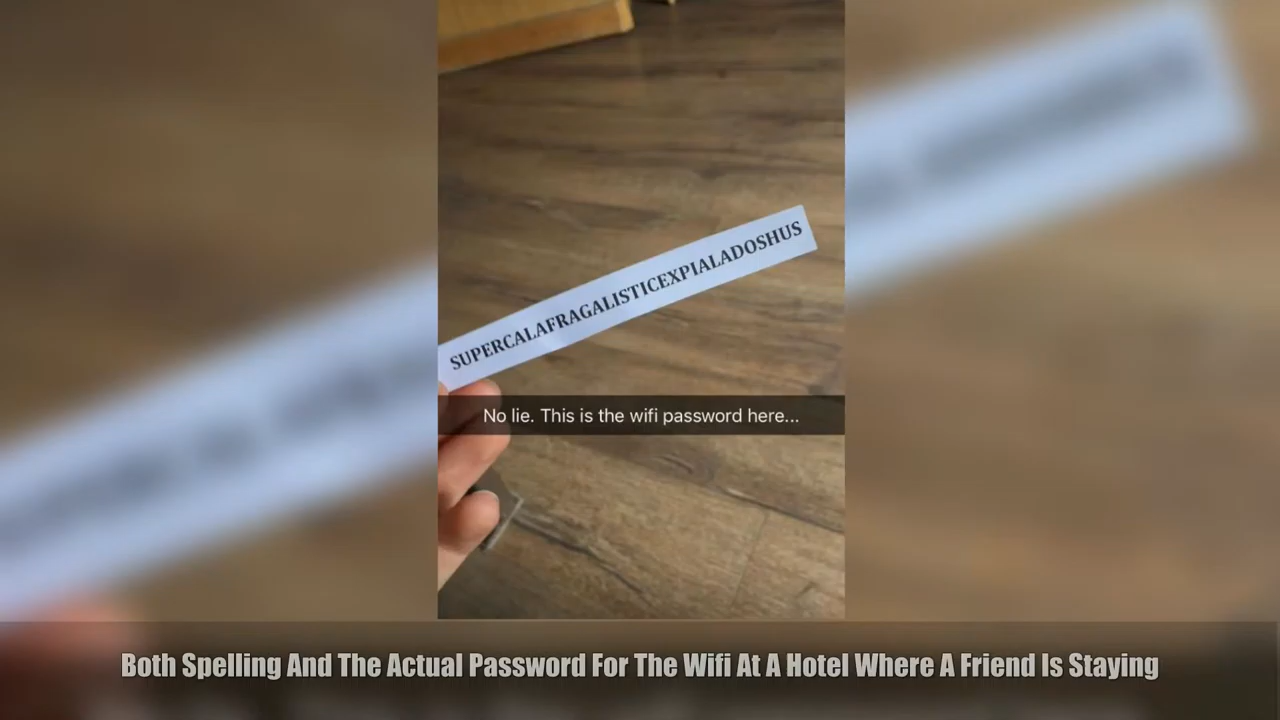 SUPERCALAFRAGALISTICEXPIALADOSHUS
No lie. This is the wifi password here...
Both Spelling And The Actual Password For The Wifi At A Hotel Where A Friend Is Staying